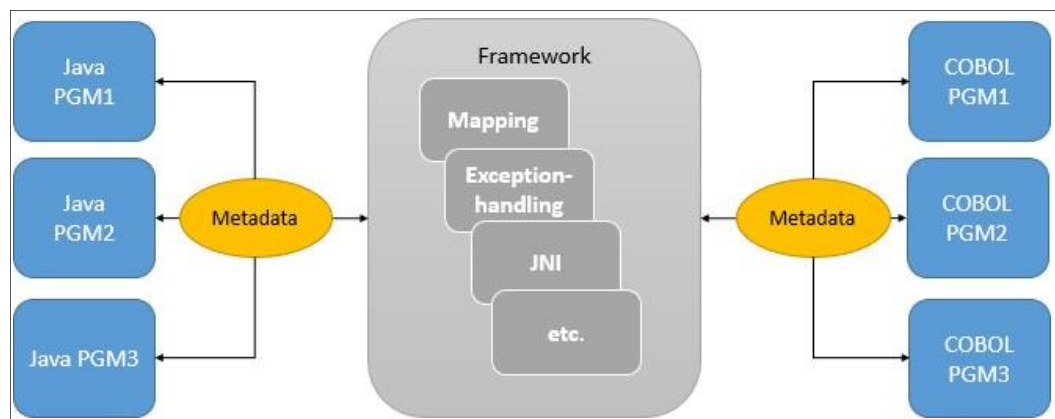 Java
PGM1
Java
PGM2
Java PGM3
Metadata
Framework
Mapping
Exception-
handling
JNI
etc.
Metadata
COBOL
PGM1
COBOL
PGM2
COBOL
PGM3